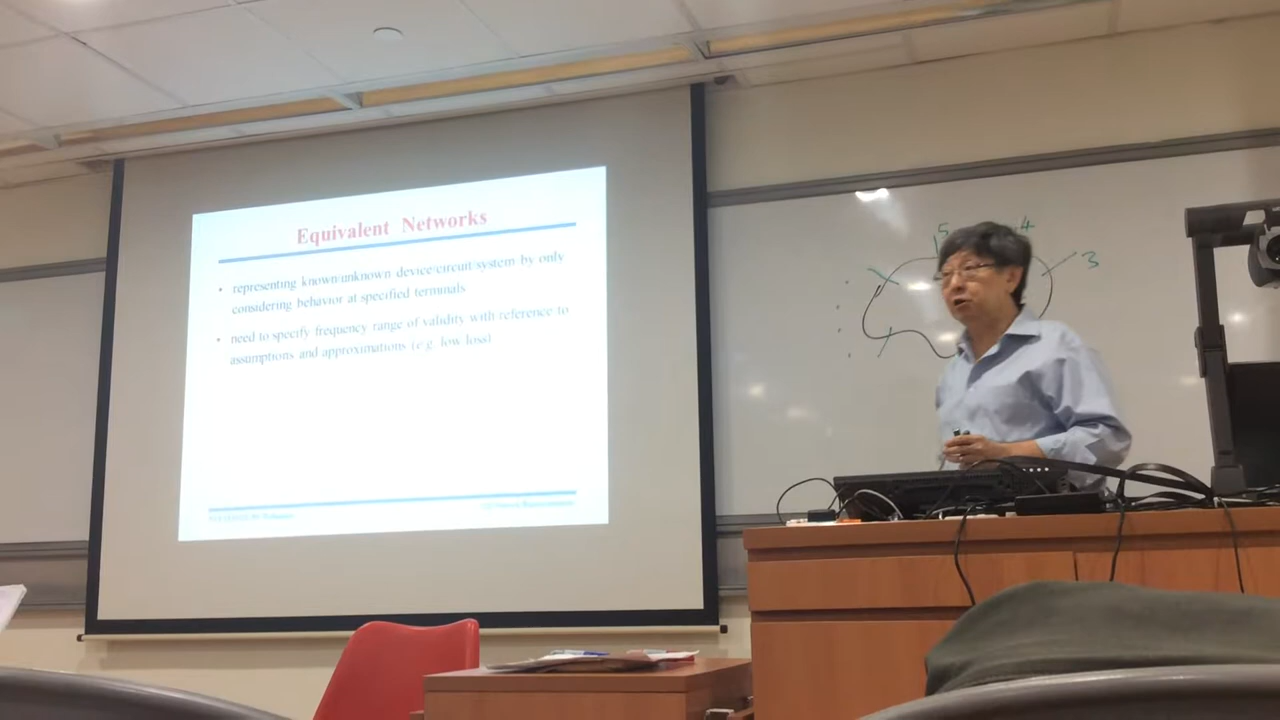 Equivalent Networks
• representing known/unknown device/circuit/system by only
considering behavior at specified terminals
• need to specify frequency range of validity with reference to
assumptions and approximations (e.g. low loss)
5
4
3